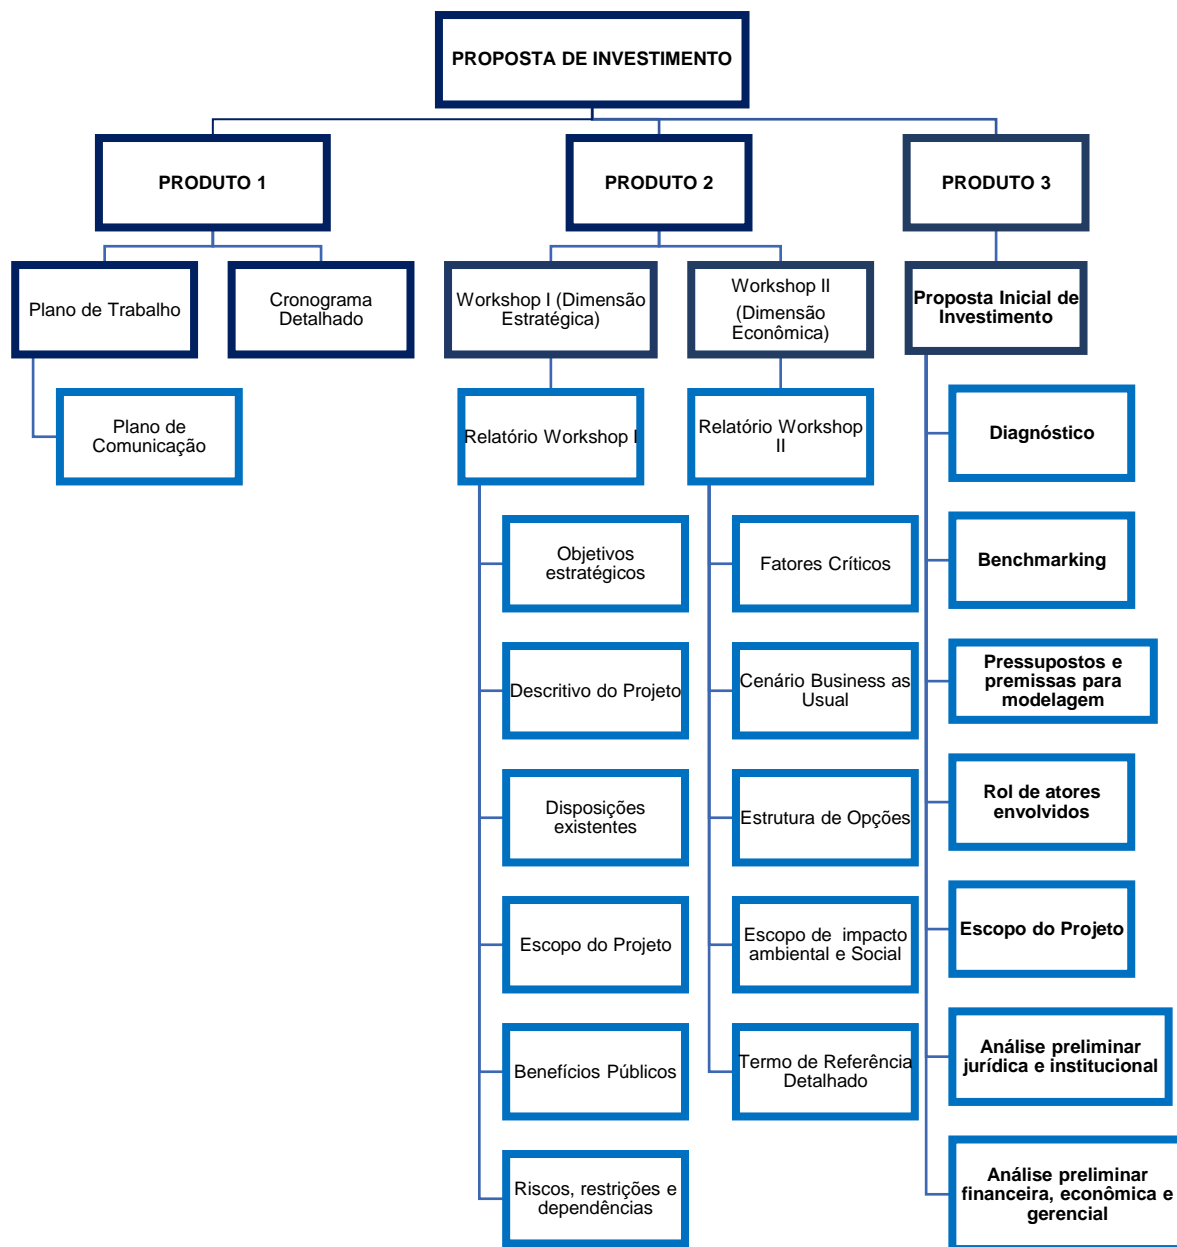 PROPOSTA DE INVESTIMENTO
PRODUTO 1
PRODUTO 2
PRODUTO 3
Plano de Trabalho
Cronograma
Detalhado
Workshop I (Dimensão
Estratégica)
Workshop II
(Dimensão
Econômica)
Proposta Inicial de
Investimento
Plano de
Comunicação
Relatório Workshop I
Relatório Workshop
II
Diagnóstico
Objetivos
estratégicos
Fatores Críticos
Benchmarking
Descritivo do Projeto
Cenário Business as
Usual
Pressupostos e
premissas para
modelagem
Disposições
existentes
Estrutura de Opções
Rol de atores
envolvidos
Escopo do Projeto
Escopo de  impacto
ambiental e Social
Escopo do Projeto
Benefícios Públicos
Termo de Referência
Detalhado
Análise preliminar
jurídica e institucional
Riscos, restrições e
dependências
Análise preliminar
financeira, econômica e
gerencial